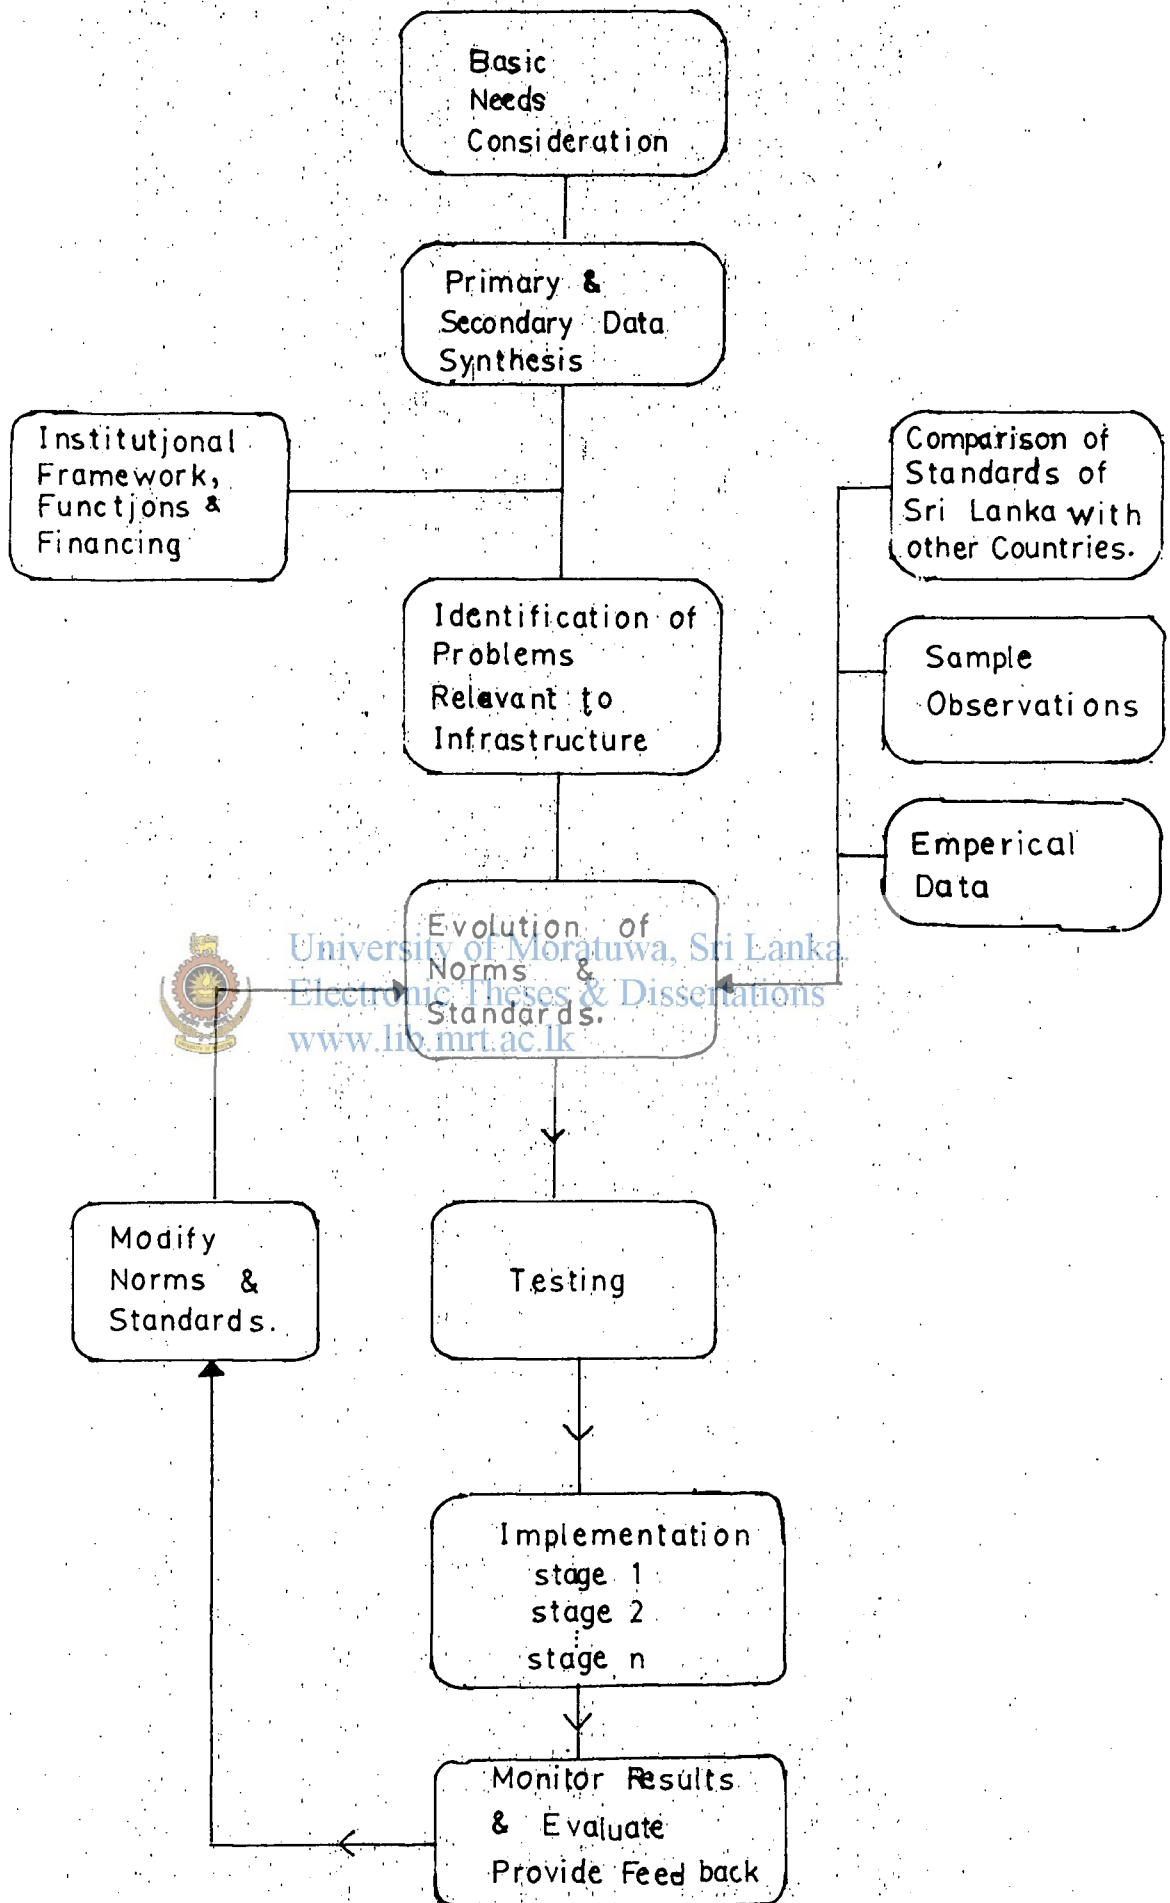 Basic
Needs
Consideration
Primary &
Secondary Data
Synthesis
Institutional
Framework,
Functions &
Financing
Comparison of
Standards of
Sri Lanka with
other Countries.
Identification of
Problems
Relevant to
Infrastructure
Sample
Observations
Emperical
Data
Evolution of
Norms &
Standards.
University of Moratuwa, Sri Lanka.
Electronic Theses & Dissertations
www.lib.mrt.ac.lk
Modify
Norms &
Standards.
Testing
Implementation
stage 1
stage 2
stage n
Monitor Results
& Evaluate
Provide Feed back